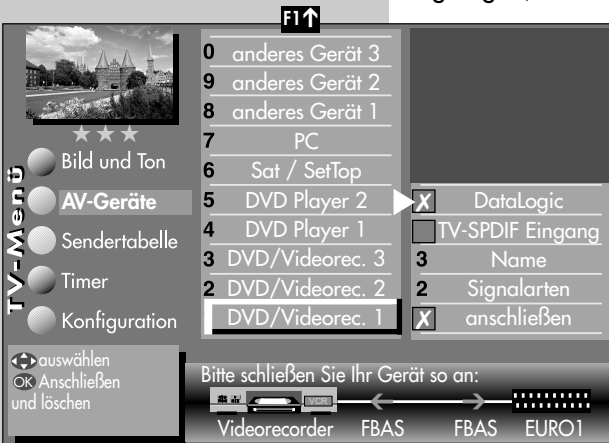 F1↑
0 anderes Gerät 3
9 anderes Gerät 2
8 anderes Gerät 1
7 PC
6 Sat / SetTop
5 DVD Player 2
4 DVD Player 1
3 DVD/Videorec. 3
2 DVD/Videorec. 2
DVD/Videorec. 1
TV-Menü
Bild und Ton
AV-Geräte
Sendertabelle
Timer
Konfiguration
X DataLogic
TV-SPDIF Eingang
3 Name
2 Signalarten
X anschließen
auswählen
OK Anschließen
und löschen
Bitte schließen Sie Ihr Gerät so an:
VCR
Videorecorder FBAS FBAS EURO1